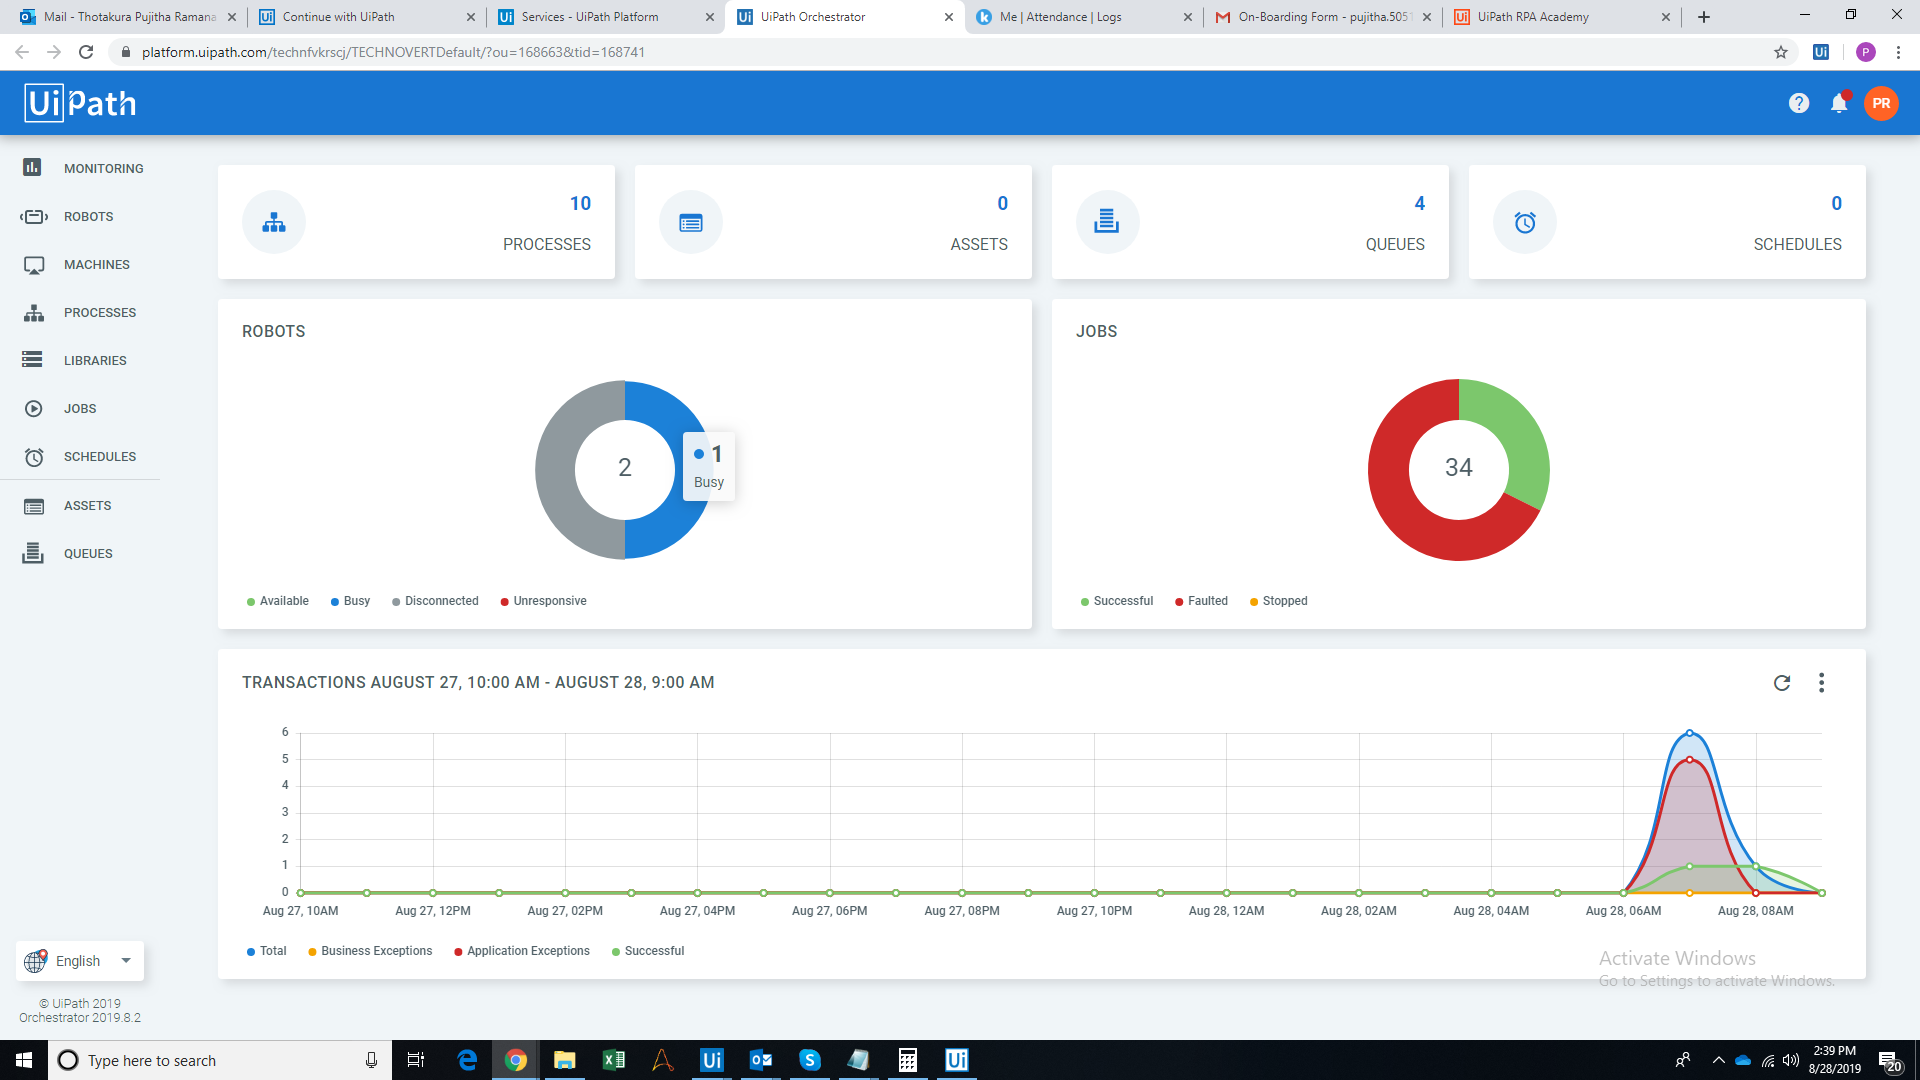 Mail - Thotakura Pujitha Ramana
Continue with UiPath
Services - UiPath Platform
UiPath Orchestrator
Me | Attendance | Logs
On-Boarding Form - pujitha.5051
UiPath RPA Academy
platform.uipath.com/technfvkrscj/TECHNOVERTDefault/?ou=168663&tid=168741
Ui
P
UiPath
?
PR
MONITORING
ROBOTS
MACHINES
PROCESSES
LIBRARIES
JOBS
SCHEDULES
ASSETS
QUEUES
10
PROCESSES
0
ASSETS
4
QUEUES
0
SCHEDULES
ROBOTS
2
1
Busy
Available Busy Disconnected Unresponsive
JOBS
34
Successful Faulted Stopped
TRANSACTIONS AUGUST 27, 10:00 AM - AUGUST 28, 9:00 AM
6
5
4
3
2
1
0
Aug 27, 10AM Aug 27, 12PM Aug 27, 02PM Aug 27, 04PM Aug 27, 06PM Aug 27, 08PM Aug 27, 10PM Aug 28, 12AM Aug 28, 02AM Aug 28, 04AM Aug 28, 06AM Aug 28, 08AM
Total Business Exceptions Application Exceptions Successful
English
© UiPath 2019
Orchestrator 2019.8.2
Activate Windows
Go to Settings to activate Windows.
Type here to search
Ui
Ui
2:39 PM
8/28/2019
20